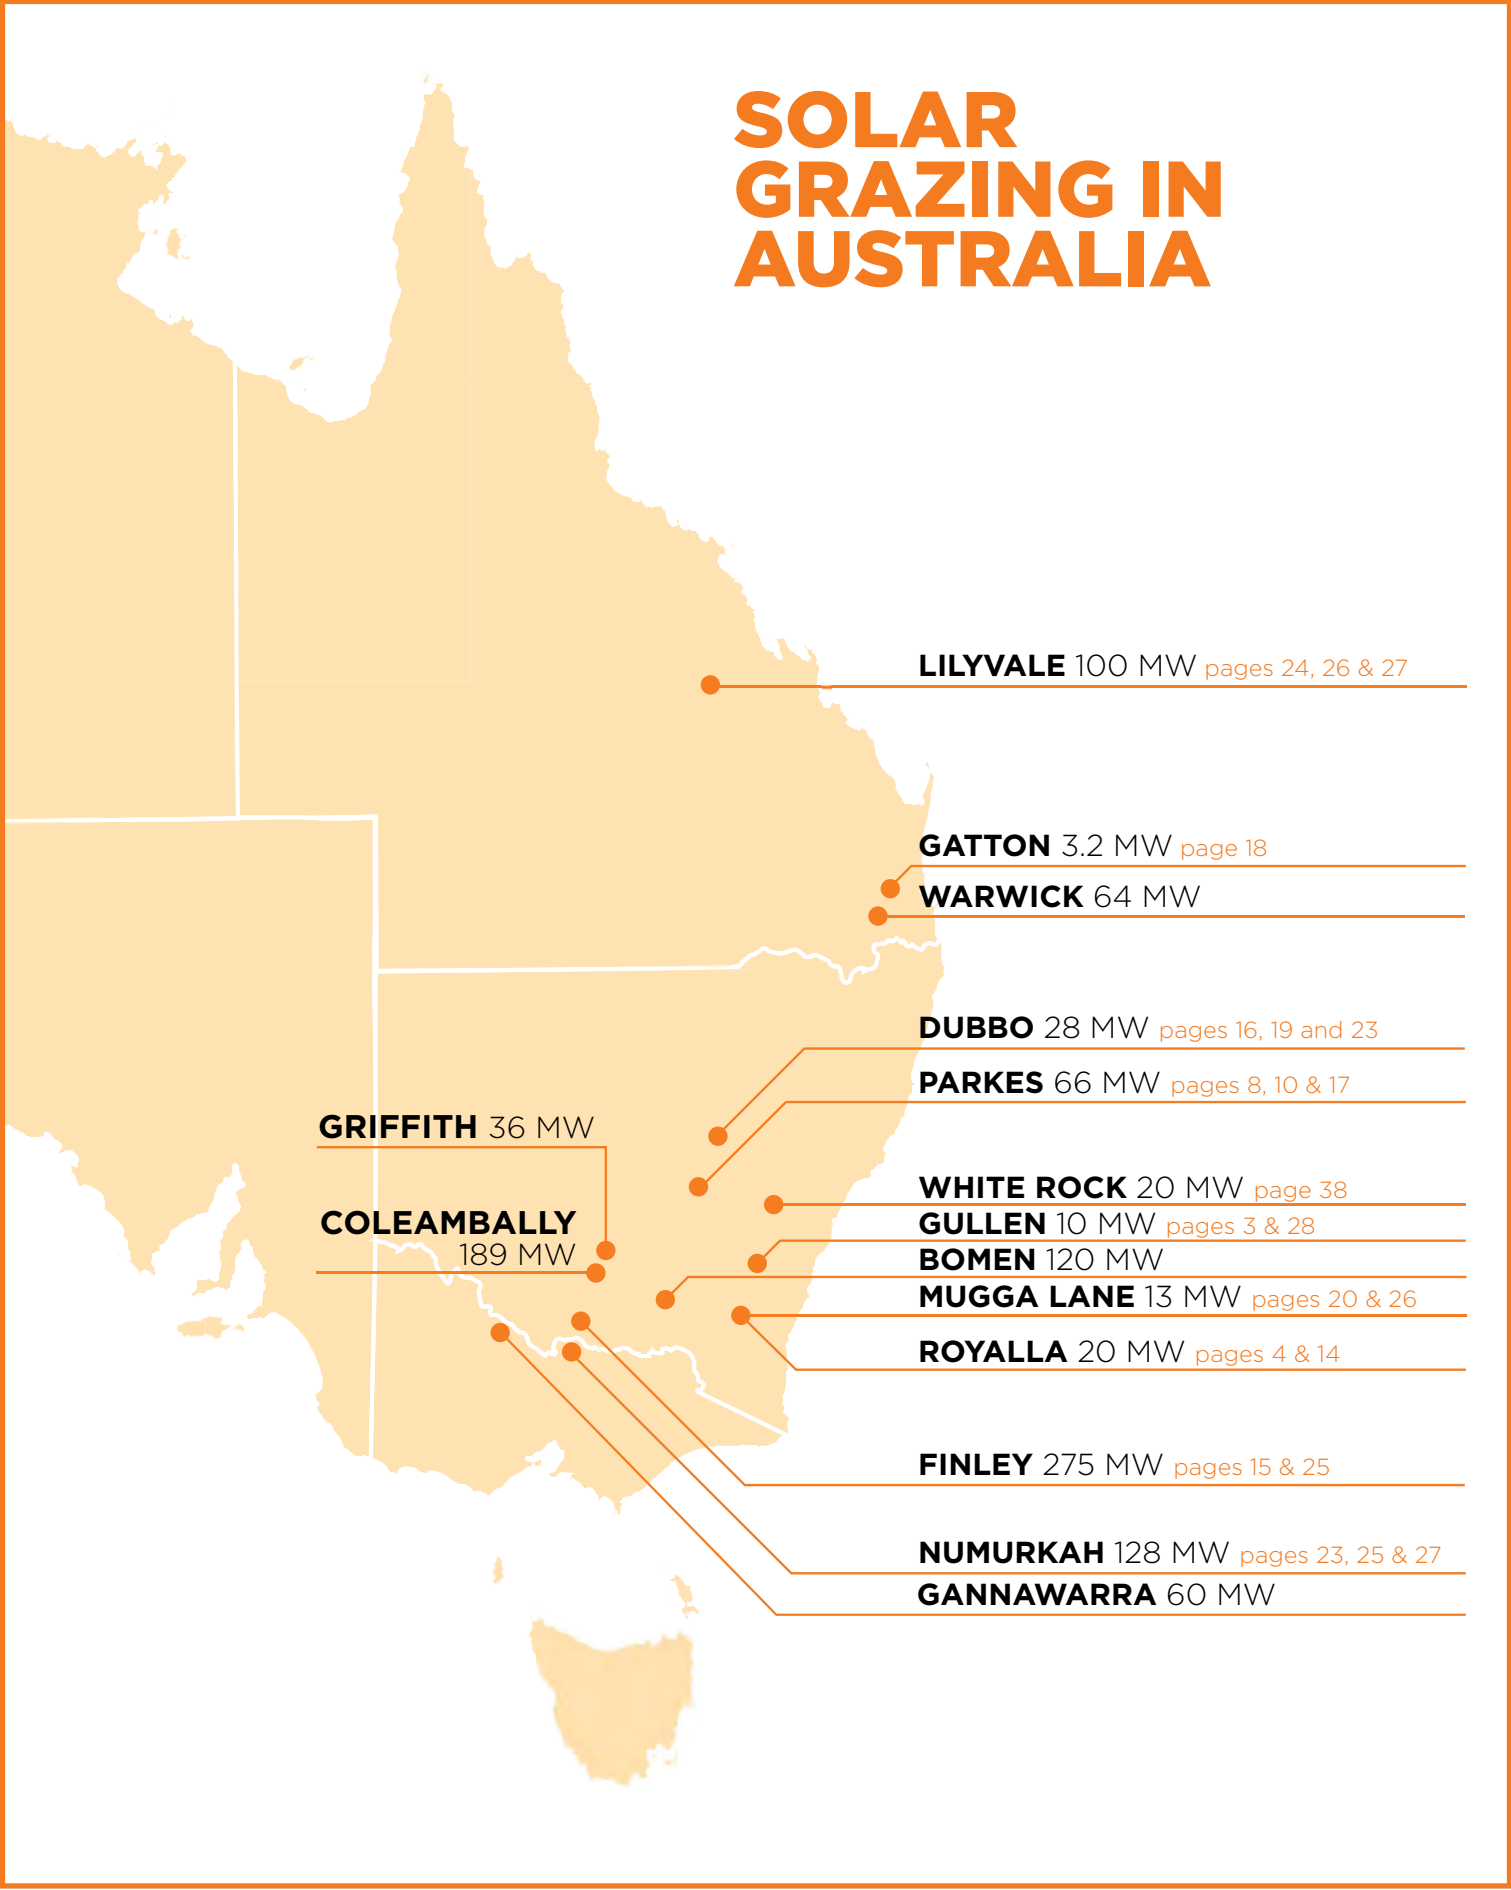 SOLAR
GRAZING IN
AUSTRALIA
LILYVALE 100 MW pages 24, 26 & 27
GATTON 3.2 MW page 18
WARWICK 64 MW
DUBBO 28 MW pages 16, 19 and 23
PARKES 66 MW pages 8, 10 & 17
GRIFFITH 36 MW
WHITE ROCK 20 MW page 38
COLEAMBALLY
189 MW
GULLEN 10 MW pages 3 & 28
BOMEN 120 MW
MUGGA LANE 13 MW pages 20 & 26
ROYALLA 20 MW pages 4 & 14
FINLEY 275 MW pages 15 & 25
NUMURKAH 128 MW pages 23, 25 & 27
GANNAWARRA 60 MW